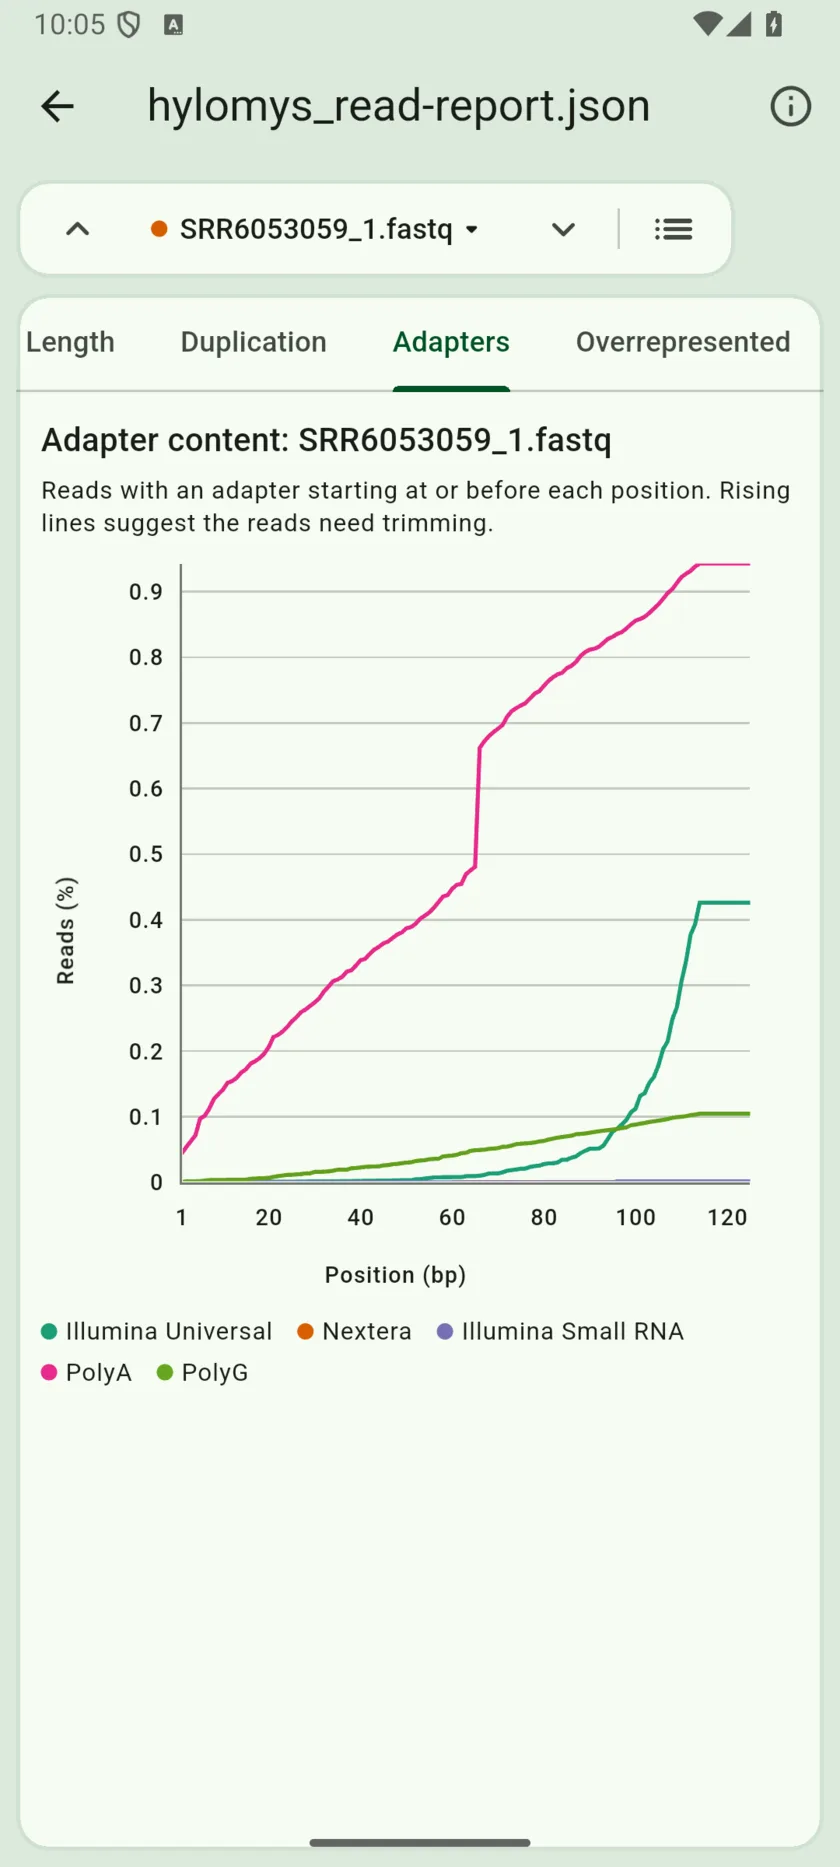 10:05
A
hylomys_read-report.json
SRR6053059_1.fastq
Length Duplication Adapters Overrepresented
Adapter content: SRR6053059_1.fastq
Reads with an adapter starting at or before each position. Rising
lines suggest the reads need trimming.
0.9
0.8
0.7
0.6
0.5
0.4
0.3
0.2
0.1
0
Reads (%)
1 20 40 60 80 100 120
Position (bp)
Illumina Universal Nextera Illumina Small RNA
PolyA PolyG